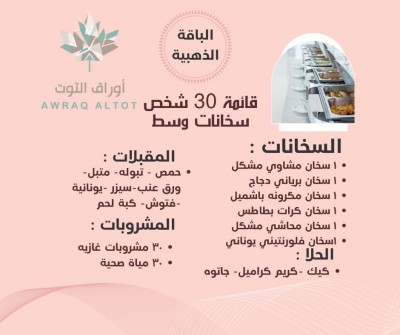 الباقة
الذهبية
أوراق التوت
AWRAQ ALTOT
قائمة 30 شخص
سخانات وسط
السخانات :
• ١ سخان مشاوي مشكل
• ١ سخان برياني دجاج
• ١ سخان مكرونه باشميل
• ١ سخان كرات بطاطس
• ١ سخان محاشي مشكل
• ١سخان فلورنتيني يوناني
الحلا :
• كيك -كريم كراميل- جاتوه
المقبلات :
• حمص - تبوله- متبل-
ورق عنب-سيزر -يونانية
-فتوش- كبة لحم
المشروبات :
• ٣٠ مشروبات غازيه
• ٣٠ مياة صحية